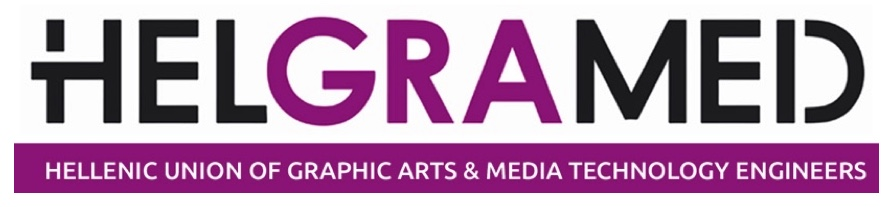 HELGRAMED
HELLENIC UNION OF GRAPHIC ARTS & MEDIA TECHNOLOGY ENGINEERS